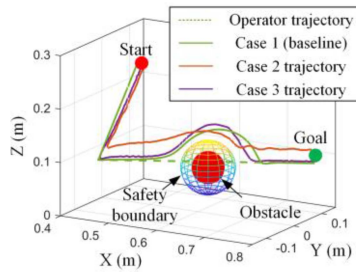 Operator trajectory
Case 1 (baseline)
Case 2 trajectory
Case 3 trajectory
Start
Goal
Safety
boundary
Obstacle
Z (m)
0.3
0.2
0.1
0
0.4
0.5
0.6
0.7
0.8
X (m)
-0.1
0
0.1
Y (m)